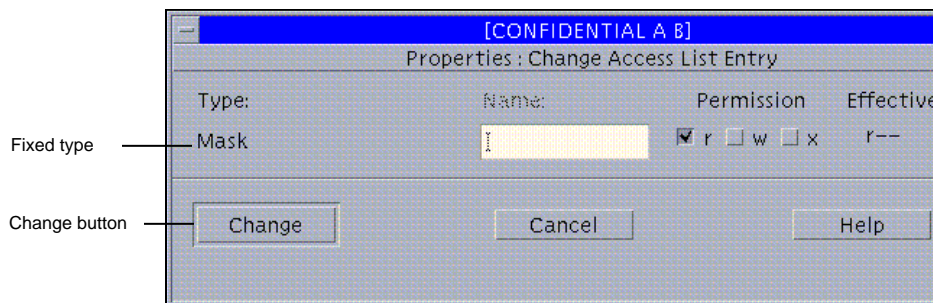 [CONFIDENTIAL A B]
Properties : Change Access List Entry
Type: Name: Permission Effective
Fixed type Mask r w x r--
Change button Change Cancel Help